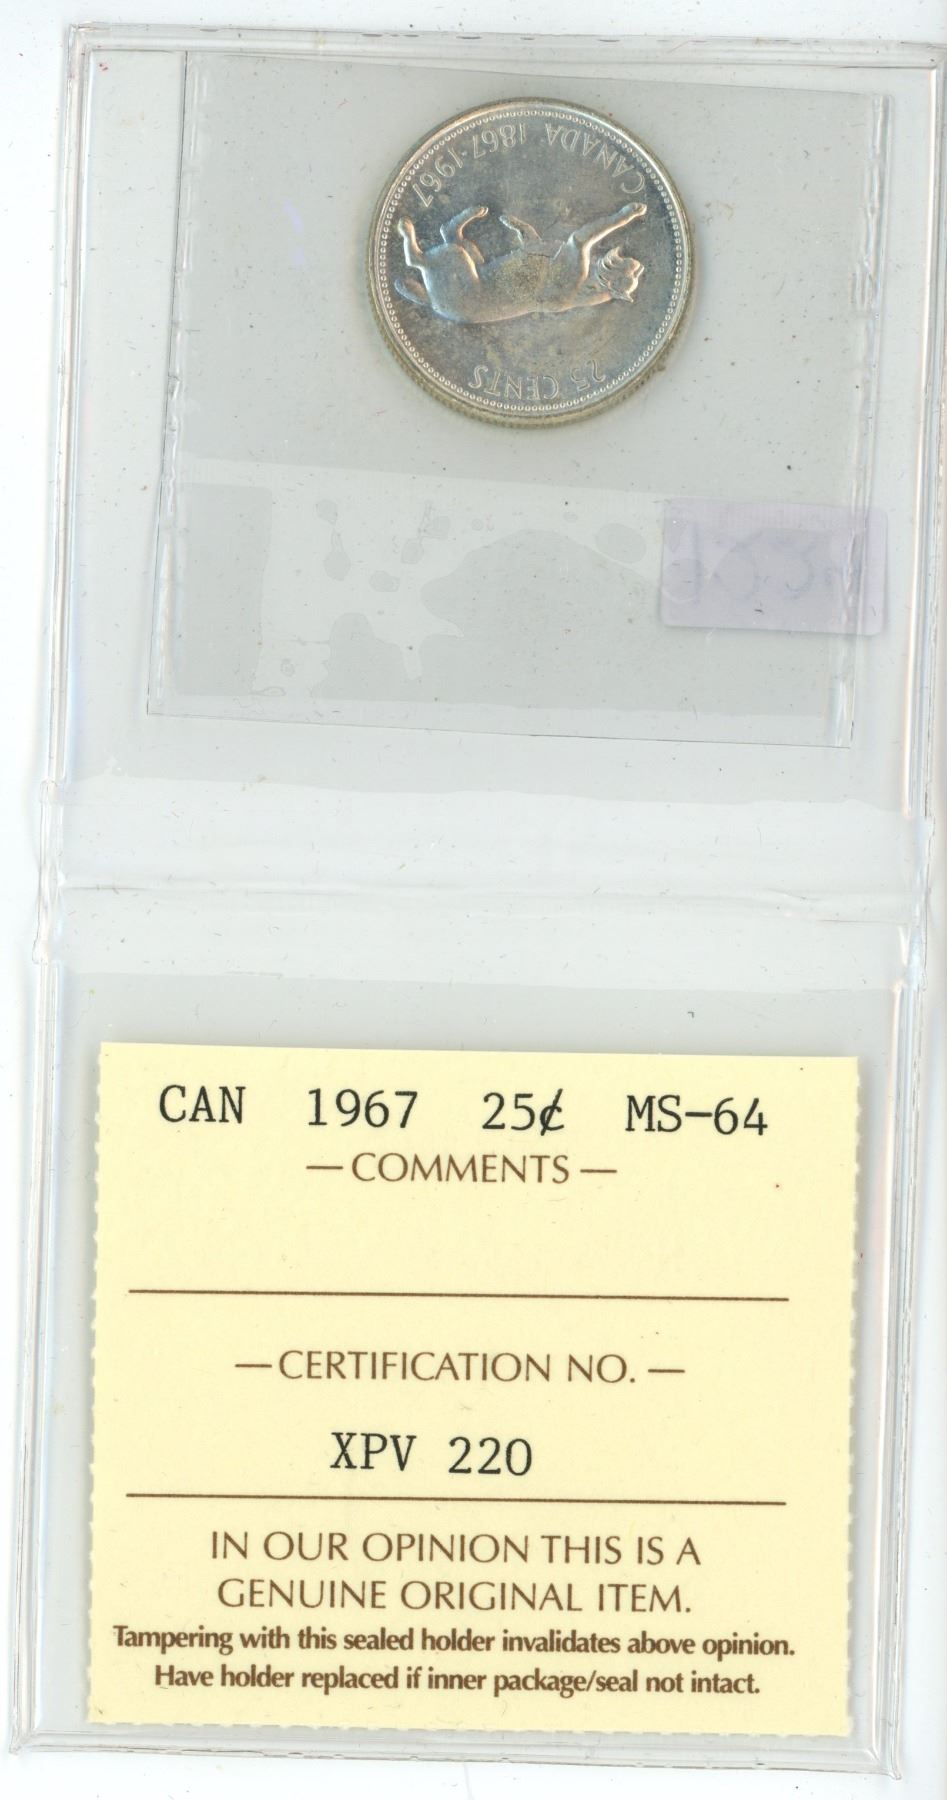 CANADA 1867-1967
25 CENTS
CAN 1967 25¢ MS-64
— COMMENTS —
— CERTIFICATION NO. —
XPV 220
IN OUR OPINION THIS IS A
GENUINE ORIGINAL ITEM.
Tampering with this sealed holder invalidates above opinion.
Have holder replaced if inner package/seal not intact.